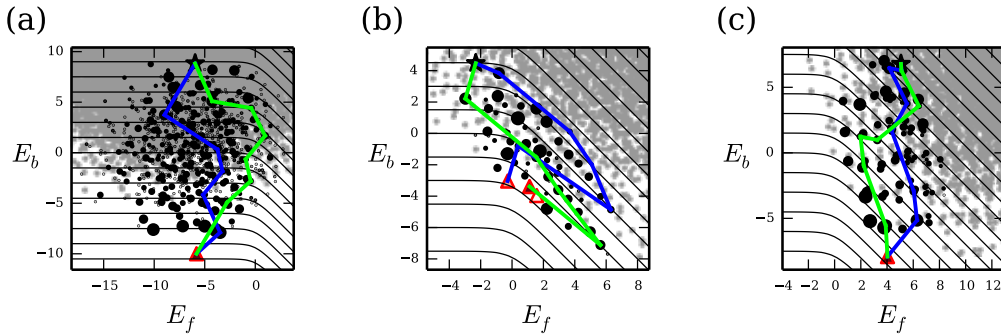 (a) (b) (c)
10 5 0 −5 −10
E_b
−15 −10 −5 0
E_f
4 2 0 −2 −4 −6 −8
E_b
−4 −2 0 2 4 6 8
E_f
5 0 −5
E_b
−4 −2 0 2 4 6 8 10 12
E_f